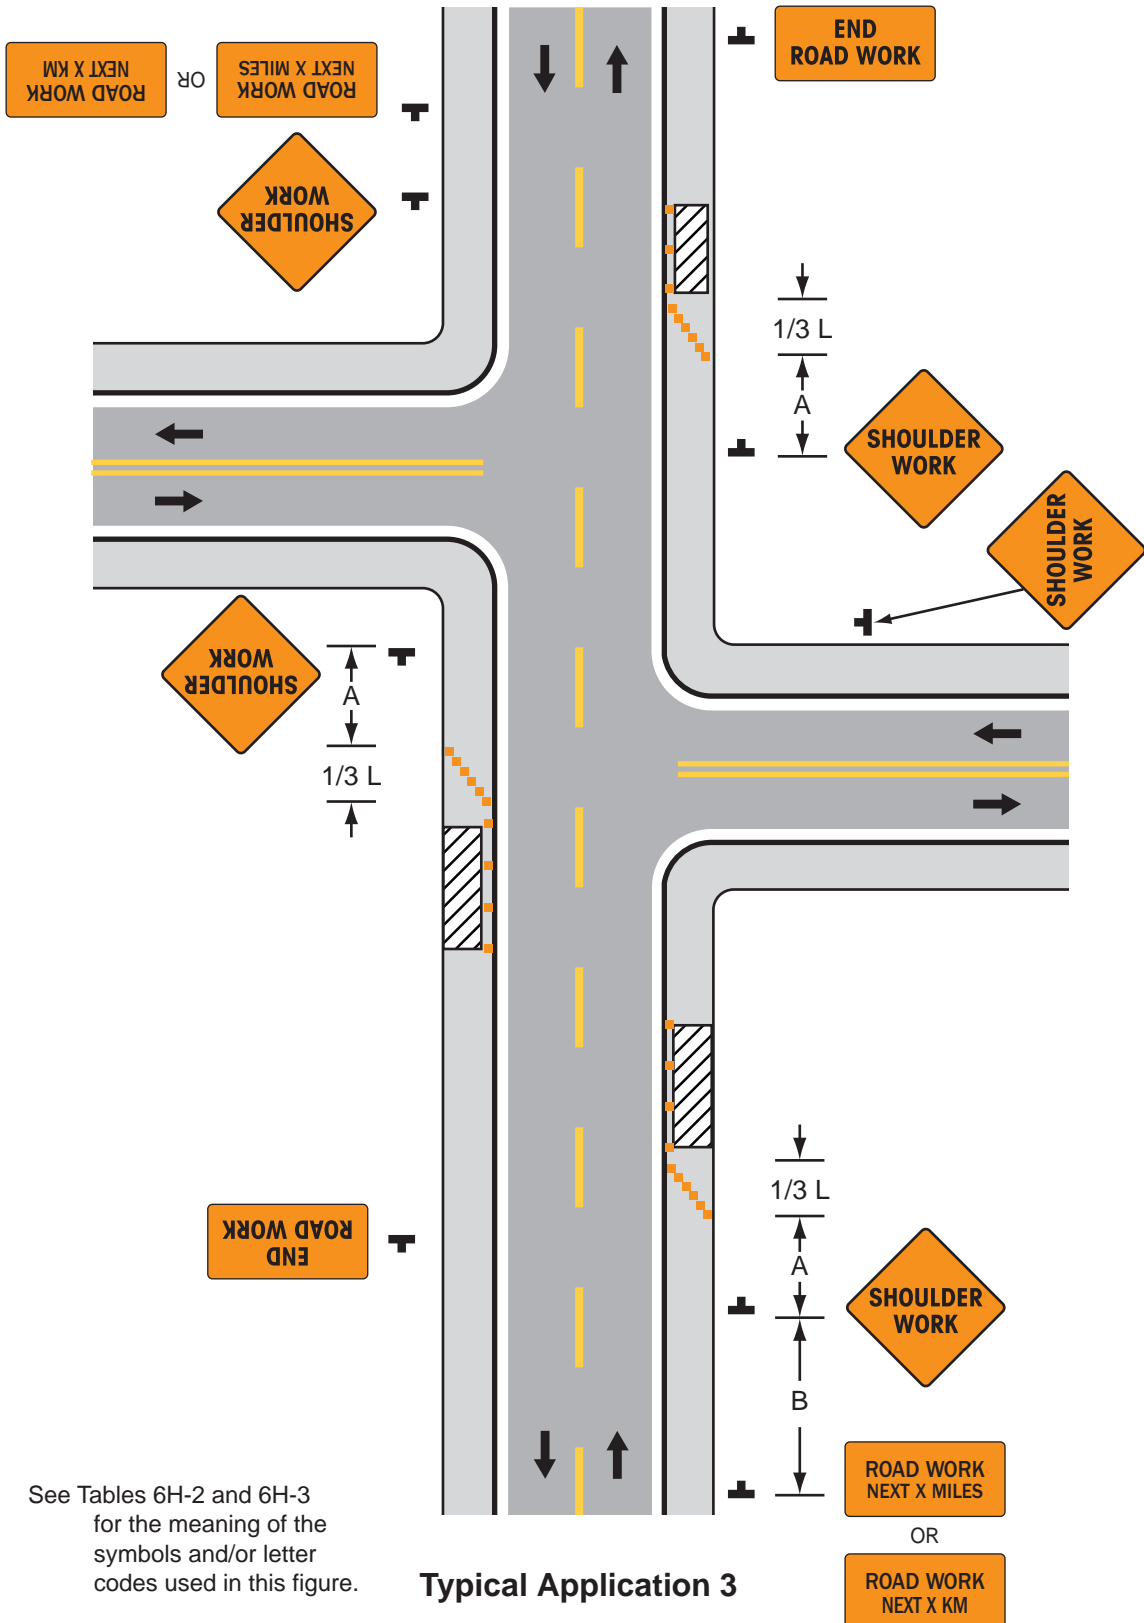 END
ROAD WORK
ROAD WORK
NEXT X KM
OR
ROAD WORK
NEXT X MILES
SHOULDER
WORK
1/3 L
A
SHOULDER
WORK
SHOULDER
WORK
SHOULDER
WORK
A
1/3 L
1/3 L
A
END
ROAD WORK
SHOULDER
WORK
B
ROAD WORK
NEXT X MILES
OR
ROAD WORK
NEXT X KM
See Tables 6H-2 and 6H-3
for the meaning of the
symbols and/or letter
codes used in this figure.
Typical Application 3